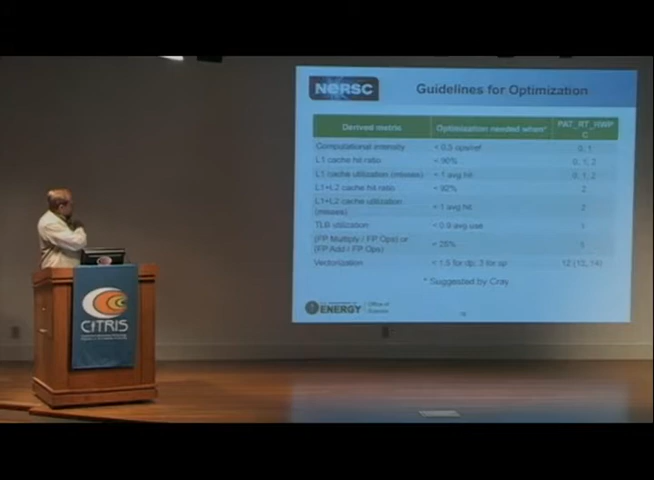 NERSC
Guidelines for Optimization
Derived metric
Optimization needed when*
PAT_RT_HWP
C
Computational intensity
< 0.5 ops/ref
0, 1
L1 cache hit ratio
< 90%
0, 1, 2
L1 cache utilization (misses)
< 1 avg hit
0, 1, 2
L1+L2 cache hit ratio
< 92%
2
L1+L2 cache utilization
(misses)
< 1 avg hit
2
TLB utilization
< 0.9 avg use
1
(FP Multiply / FP Ops) or
(FP Add / FP Ops)
< 25%
Vectorization
< 1.5 for dp; 3 for sp
12 (13, 14)
* Suggested by Cray
ENERGY
Office of
Science
CITRIS